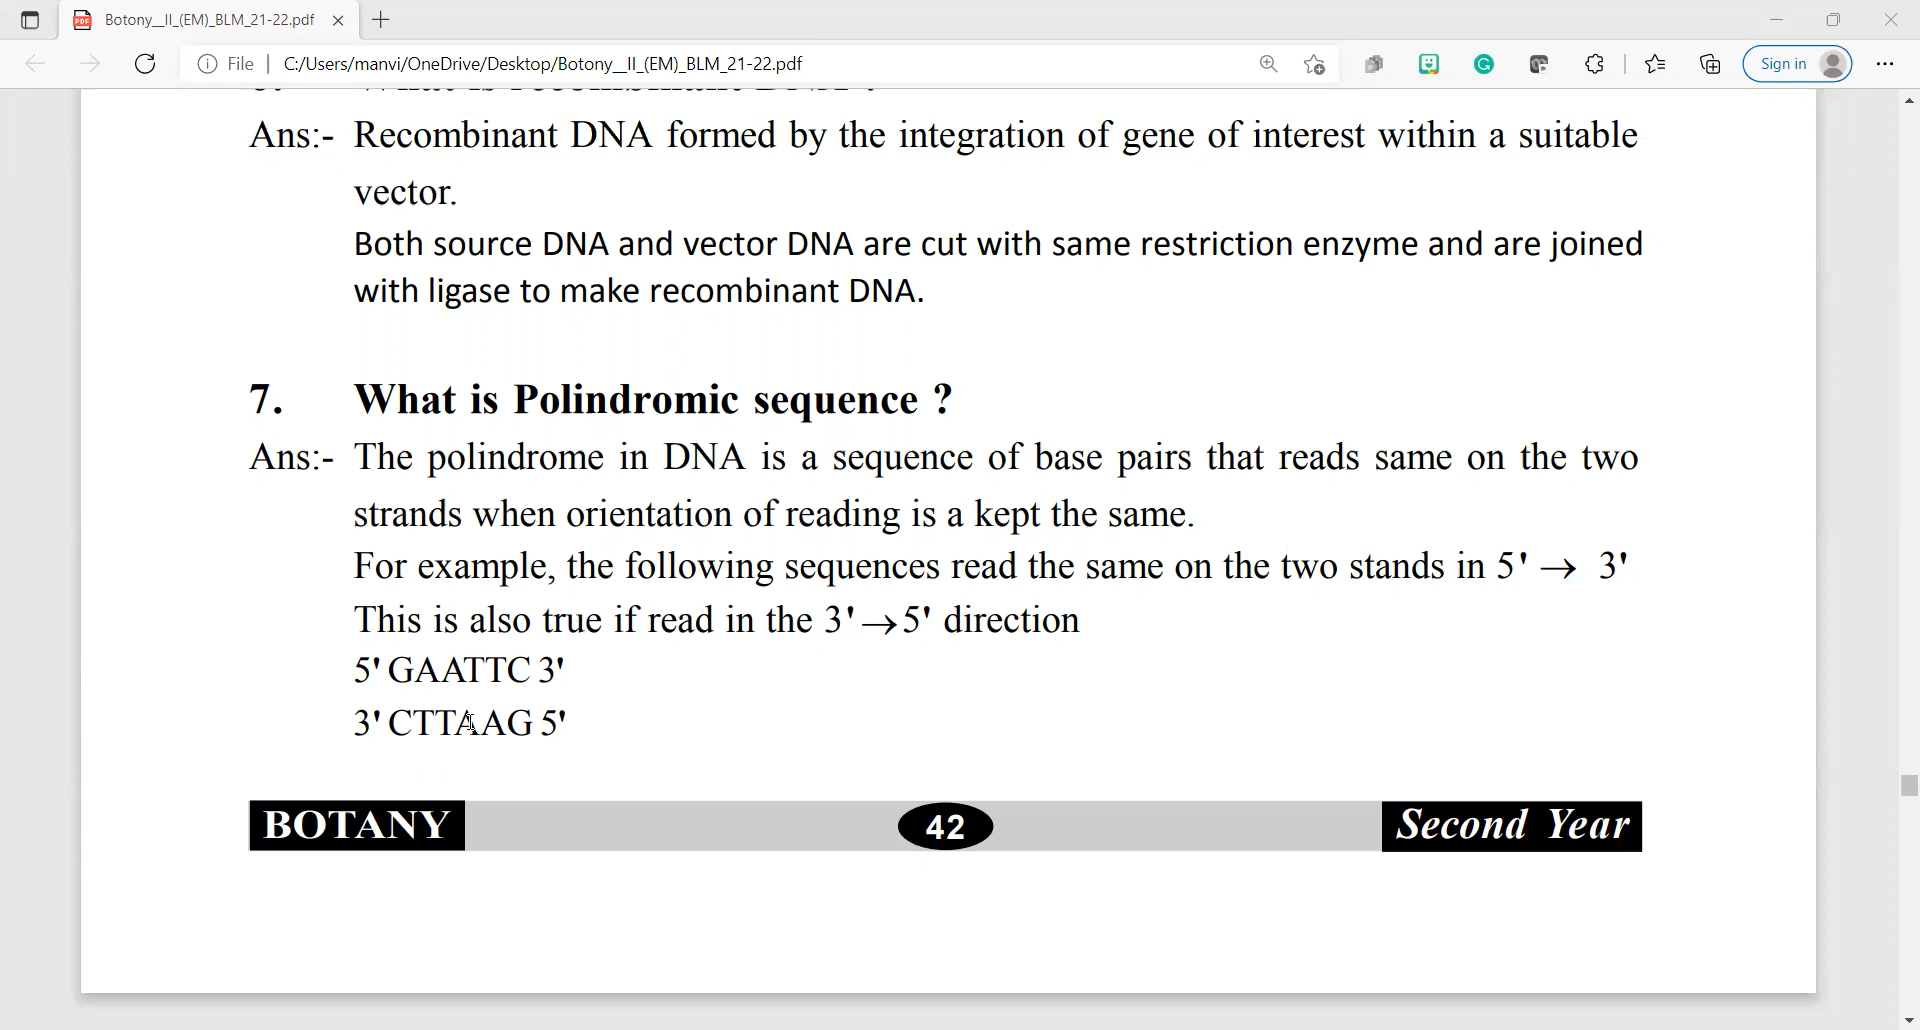 Botony__II_(EM)_BLM_21-22.pdf
File | C:/Users/manvi/OneDrive/Desktop/Botony__II_(EM)_BLM_21-22.pdf
Sign in
Ans:- Recombinant DNA formed by the integration of gene of interest within a suitable
vector.
Both source DNA and vector DNA are cut with same restriction enzyme and are joined
with ligase to make recombinant DNA.
7. What is Polindromic sequence ?
Ans:- The polindrome in DNA is a sequence of base pairs that reads same on the two
strands when orientation of reading is a kept the same.
For example, the following sequences read the same on the two stands in 5' → 3'
This is also true if read in the 3'→5' direction
5' GAATTC 3'
3' CTTAAG 5'
BOTANY 42 Second Year